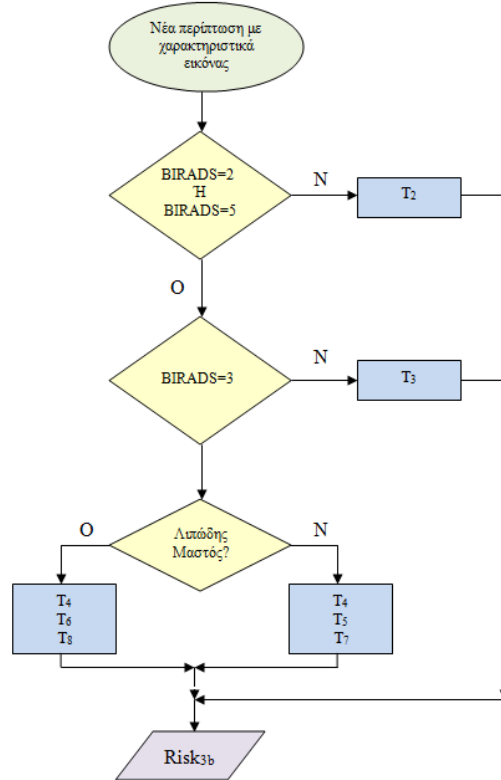 Νέα περίπτωση με
χαρακτηριστικά
εικόνας
BIRADS=2
Ή
BIRADS=5
N
T2
O
BIRADS=3
N
T3
Λιπώδης
Μαστός?
O
N
T4
T6
T8
T4
T5
T7
Risk3b